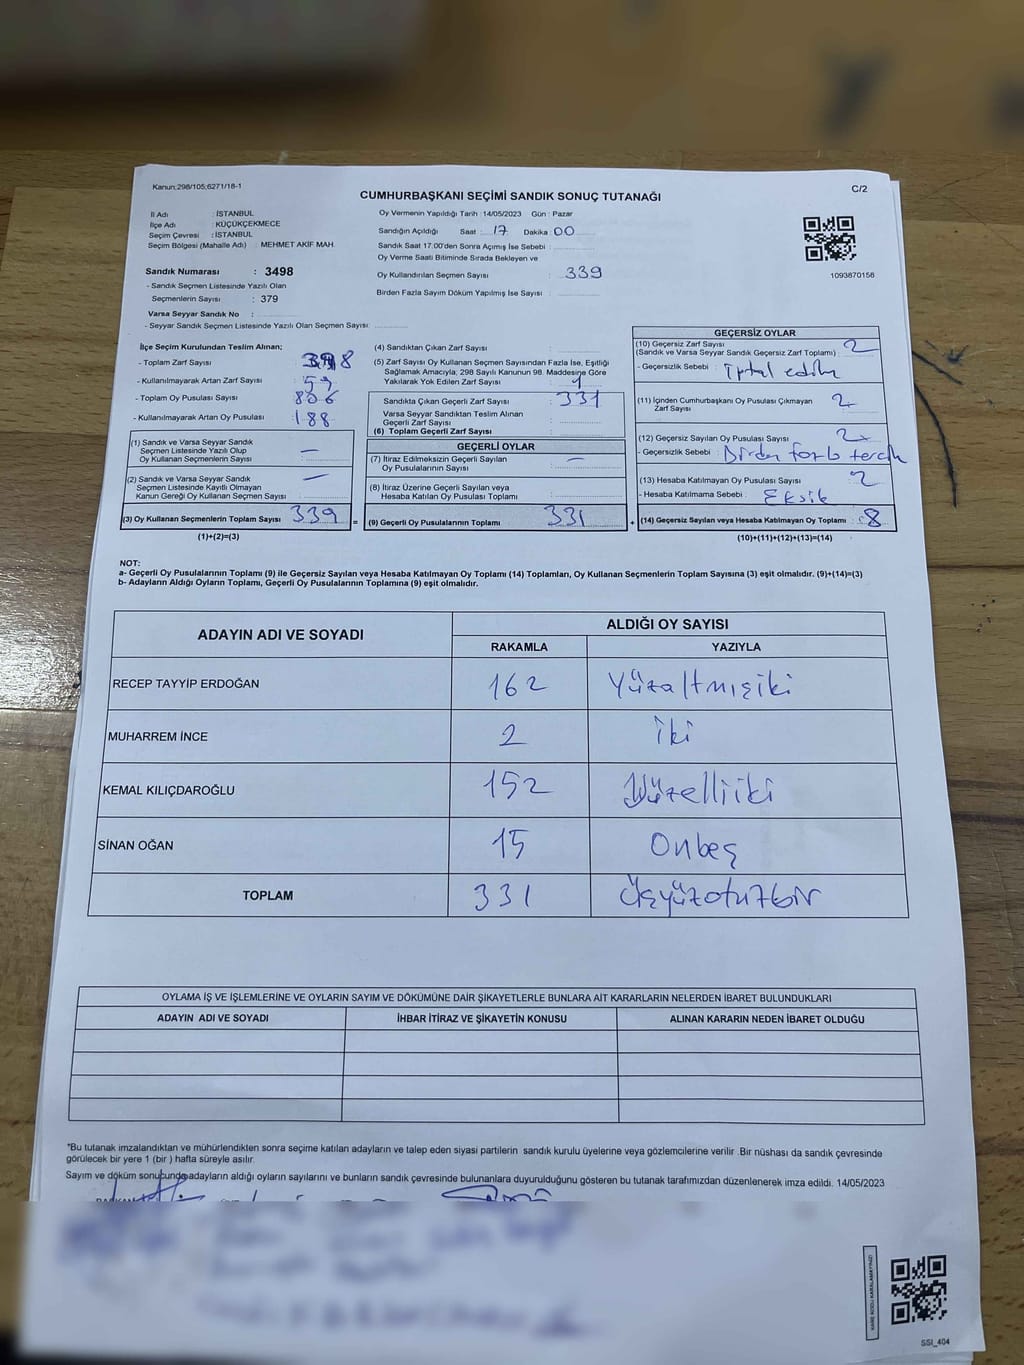 Kanun;298/105;6271/18-1
C/2
CUMHURBAŞKANI SEÇİMİ SANDIK SONUÇ TUTANAĞI
İl Adı : İSTANBUL
İlçe Adı : KÜÇÜKÇEKMECE
Seçim Çevresi : İSTANBUL
Seçim Bölgesi (Mahalle Adı) : MEHMET AKİF MAH.
Oy Vermenin Yapıldığı Tarih : 14/05/2023 Gün : Pazar
Sandığın Açıldığı Saat : 17 Dakika 00
Sandık Saat 17.00'den Sonra Açımış İse Sebebi :
Oy Verme Saati Bitiminde Sırada Bekleyen ve
Oy Kullandırılan Seçmen Sayısı : 339
Birden Fazla Sayım Döküm Yapılmış İse Sayısı :
1093870156
Sandık Numarası : 3498
- Sandık Seçmen Listesinde Yazılı Olan
Seçmenlerin Sayısı : 379
Varsa Seyyar Sandık No :
- Seyyar Sandık Seçmen Listesinde Yazılı Olan Seçmen Sayısı:
İlçe Seçim Kurulundan Teslim Alınan;
- Toplam Zarf Sayısı
- Kullanılmayarak Artan Zarf Sayısı : 59
- Toplam Oy Pusulası Sayısı
- Kullanılmayarak Artan Oy Pusulası : 188
(1) Sandık ve Varsa Seyyar Sandık
Seçmen Listesinde Yazılı Olup
Oy Kullanan Seçmenlerin Sayısı : —
(2) Sandık ve Varsa Seyyar Sandık
Seçmen Listesinde Kayıtlı Olmayan
Kanun Gereği Oy Kullanan Seçmen Sayısı : —
(3) Oy Kullanan Seçmenlerin Toplam Sayısı 339 =
(1)+(2)=(3)
(4) Sandıktan Çıkan Zarf Sayısı :
(5) Zarf Sayısı Oy Kullanan Seçmen Sayısından Fazla İse, Eşitliği
Sağlamak Amacıyla; 298 Sayılı Kanunun 98. Maddesine Göre
Yakılarak Yok Edilen Zarf Sayısı :
Sandıkta Çıkan Geçerli Zarf Sayısı : 331
Varsa Seyyar Sandıktan Teslim Alınan
Geçerli Zarf Sayısı :
(6) Toplam Geçerli Zarf Sayısı :
GEÇERLİ OYLAR
(7) İtiraz Edilmeksizin Geçerli Sayılan
Oy Pusulalarının Sayısı : —
(8) İtiraz Üzerine Geçerli Sayılan veya
Hesaba Katılan Oy Pusulası Toplamı :
(9) Geçerli Oy Pusulalarının Toplamı : 331 +
GEÇERSİZ OYLAR
(10) Geçersiz Zarf Sayısı : 2
(Sandık ve Varsa Seyyar Sandık Geçersiz Zarf Toplamı)
- Geçersizlik Sebebi : iptal edilm
(11) İçinden Cumhurbaşkanı Oy Pusulası Çıkmayan
Zarf Sayısı : 2
(12) Geçersiz Sayılan Oy Pusulası Sayısı : 2
- Geçersizlik Sebebi : Birden fazla tercih
(13) Hesaba Katılmayan Oy Pusulası Sayısı : 2
- Hesaba Katılmama Sebebi : Eksik
(14) Geçersiz Sayılan veya Hesaba Katılmayan Oy Toplamı : 8
(10)+(11)+(12)+(13)=(14)
NOT:
a- Geçerli Oy Pusulalarının Toplamı (9) ile Geçersiz Sayılan veya Hesaba Katılmayan Oy Toplamı (14) Toplamları, Oy Kullanan Seçmenlerin Toplam Sayısına (3) eşit olmalıdır. (9)+(14)=(3)
b- Adayların Aldığı Oyların Toplamı, Geçerli Oy Pusulalarının Toplamına (9) eşit olmalıdır.
ADAYIN ADI VE SOYADI ALDIĞI OY SAYISI
RAKAMLA YAZIYLA
RECEP TAYYİP ERDOĞAN 162 Yüzaltmışiki
MUHARREM İNCE 2 İki
KEMAL KILIÇDAROĞLU 152 Yüzelliiki
SİNAN OĞAN 15 Onbeş
TOPLAM 331 Üçyüzotuzbir
OYLAMA İŞ VE İŞLEMLERİNE VE OYLARIN SAYIM VE DÖKÜMÜNE DAİR ŞİKAYETLERLE BUNLARA AİT KARARLARIN NELERDEN İBARET BULUNDUKLARI
ADAYIN ADI VE SOYADI İHBAR İTİRAZ VE ŞİKAYETİN KONUSU ALINAN KARARIN NEDEN İBARET OLDUĞU
*Bu tutanak imzalandıktan ve mühürlendikten sonra seçime katılan adayların ve talep eden siyasi partilerin sandık kurulu üyelerine veya gözlemcilerine verilir .Bir nüshası da sandık çevresinde
görülecek bir yere 1 (bir ) hafta süreyle asılır.
Sayım ve döküm sonucunda adayların aldığı oyların sayılarını ve bunların sandık çevresinde bulunanlara duyurulduğunu gösteren bu tutanak tarafımızdan düzenlenerek imza edildi. 14/05/2023
KARE KODU KARALAMAYINIZ!
SSI_404